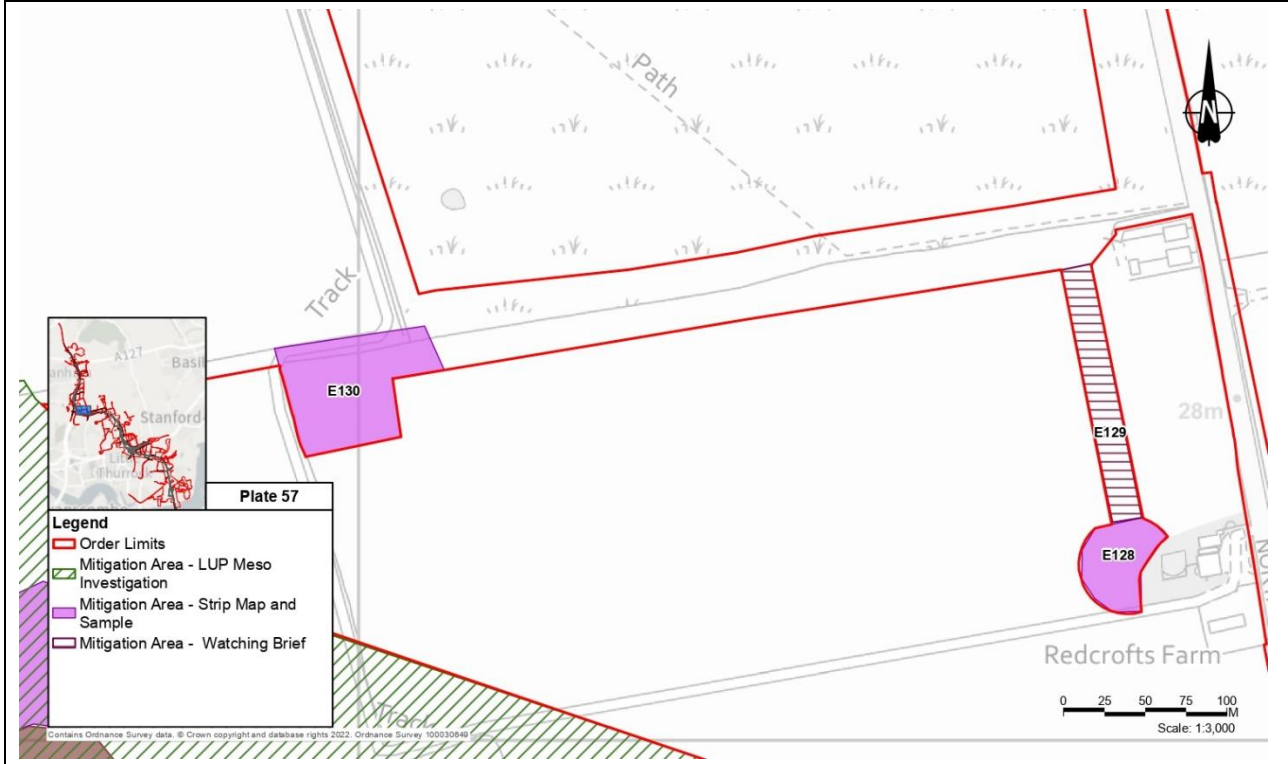 Path
N
Track
E130
E129
28m
E128
A127
Basil
Stanford
Thurrock
Plate 57
Legend
Order Limits
Mitigation Area - LUP Meso
Investigation
Mitigation Area - Strip Map and
Sample
Mitigation Area - Watching Brief
Redcrofts Farm
0 25 50 75 100
M
Scale: 1:3,000
Track
Contains Ordnance Survey data. © Crown copyright and database rights 2022. Ordnance Survey 100030649